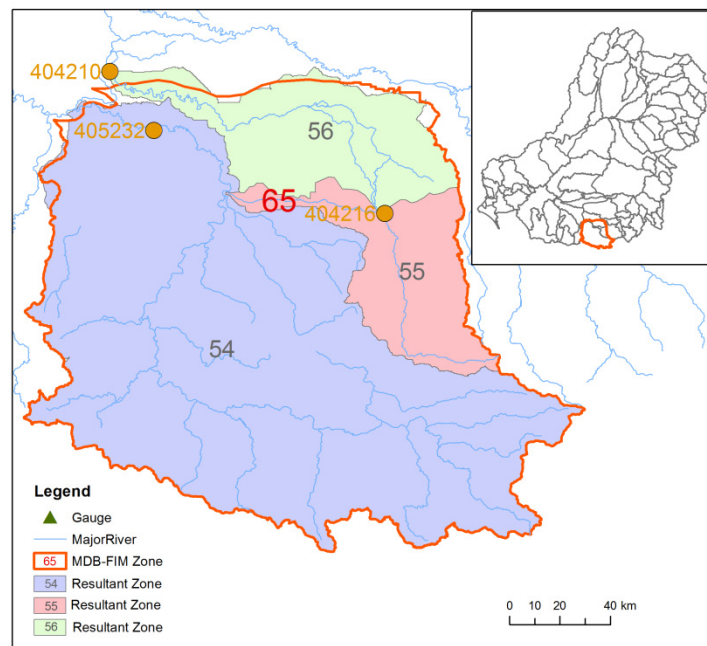 404210
405232
56
65
404216
55
54
Legend
Gauge
MajorRiver
65 MDB-FIM Zone
54 Resultant Zone
55 Resultant Zone
56 Resultant Zone
0 10 20 40 km